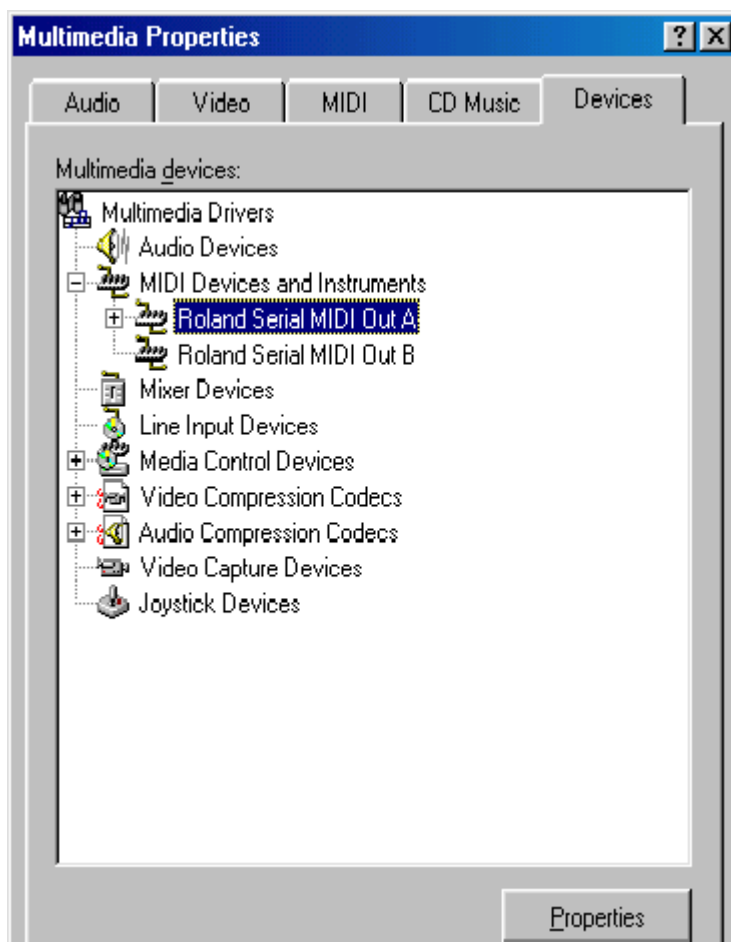 Multimedia Properties
Audio Video MIDI CD Music Devices
Multimedia devices:
Multimedia Drivers
Audio Devices
MIDI Devices and Instruments
Roland Serial MIDI Out A
Roland Serial MIDI Out B
Mixer Devices
Line Input Devices
Media Control Devices
Video Compression Codecs
Audio Compression Codecs
Video Capture Devices
Joystick Devices
Properties